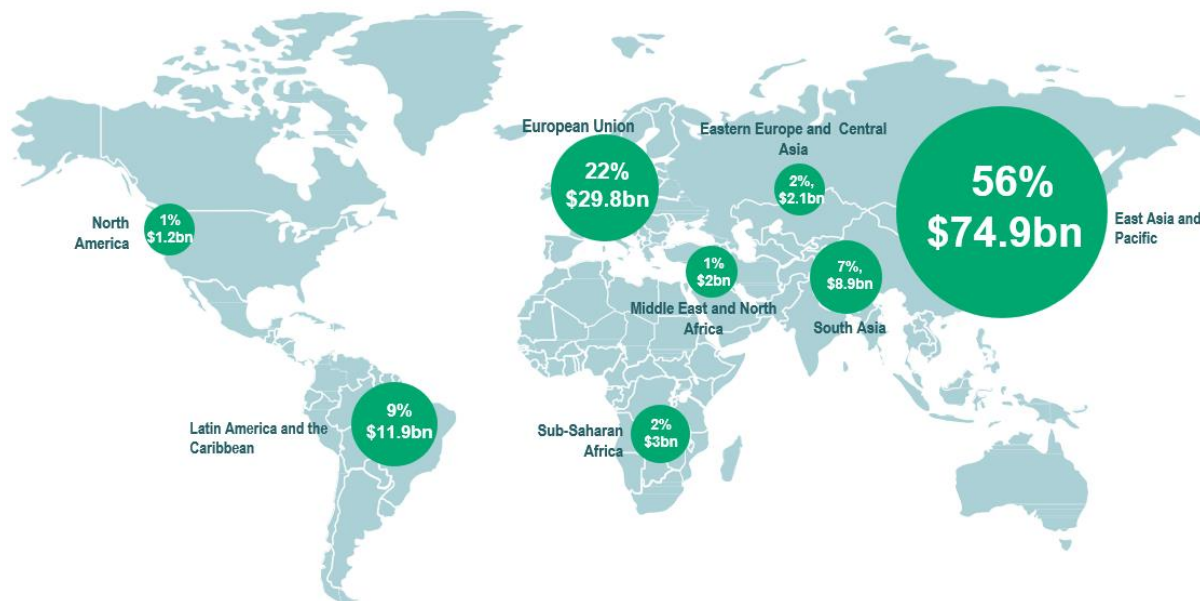 European Union
22%
$29.8bn
Eastern Europe and Central
Asia
2%,
$2.1bn
56%
$74.9bn
East Asia and
Pacific
North
America
1%
$1.2bn
1%
$2bn
Middle East and North
Africa
7%,
$8.9bn
South Asia
Latin America and the
Caribbean
9%
$11.9bn
Sub-Saharan
Africa
2%
$3bn